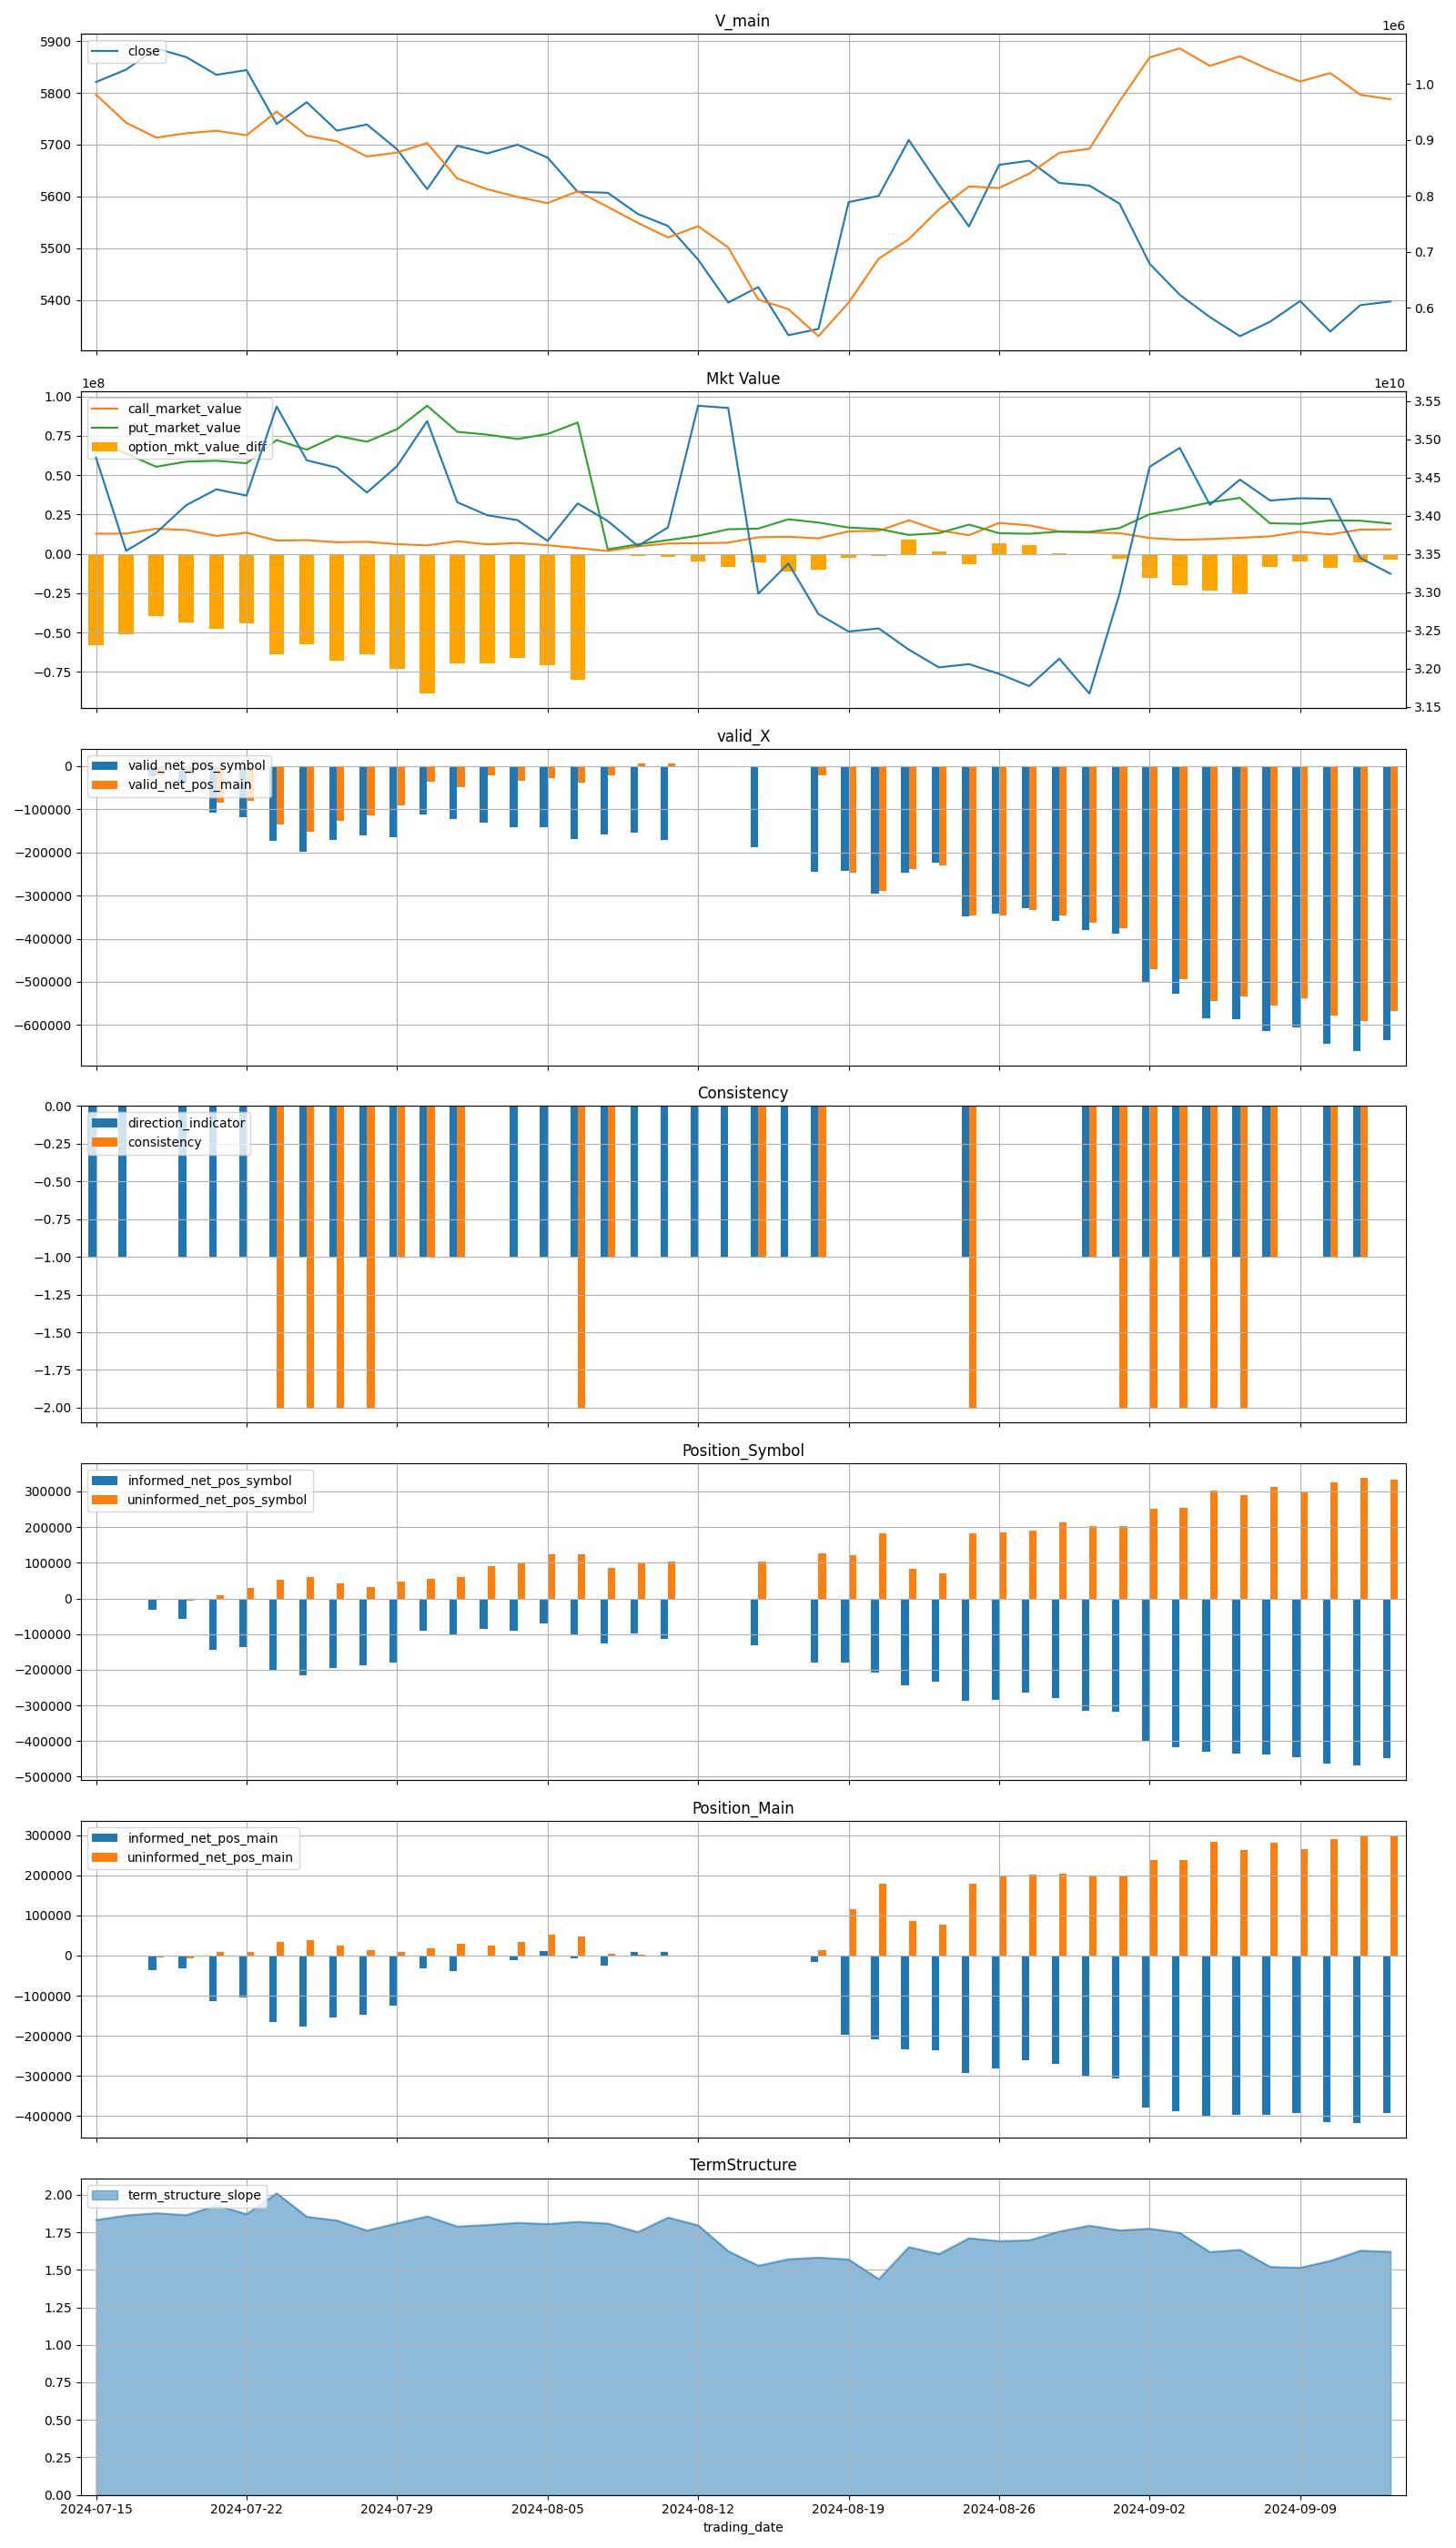 V_main
1e6
close
5900
5800
5700
5600
5500
5400
1.0
0.9
0.8
0.7
0.6
Mkt Value
1e8
1e10
call_market_value
put_market_value
option_mkt_value_diff
1.00
0.75
0.50
0.25
0.00
−0.25
−0.50
−0.75
3.55
3.50
3.45
3.40
3.35
3.30
3.25
3.20
3.15
valid_X
valid_net_pos_symbol
valid_net_pos_main
0
−100000
−200000
−300000
−400000
−500000
−600000
Consistency
direction_indicator
consistency
0.00
−0.25
−0.50
−0.75
−1.00
−1.25
−1.50
−1.75
−2.00
Position_Symbol
informed_net_pos_symbol
uninformed_net_pos_symbol
300000
200000
100000
0
−100000
−200000
−300000
−400000
−500000
Position_Main
informed_net_pos_main
uninformed_net_pos_main
300000
200000
100000
0
−100000
−200000
−300000
−400000
TermStructure
term_structure_slope
2.00
1.75
1.50
1.25
1.00
0.75
0.50
0.25
0.00
2024-07-15 2024-07-22 2024-07-29 2024-08-05 2024-08-12 2024-08-19 2024-08-26 2024-09-02 2024-09-09
trading_date